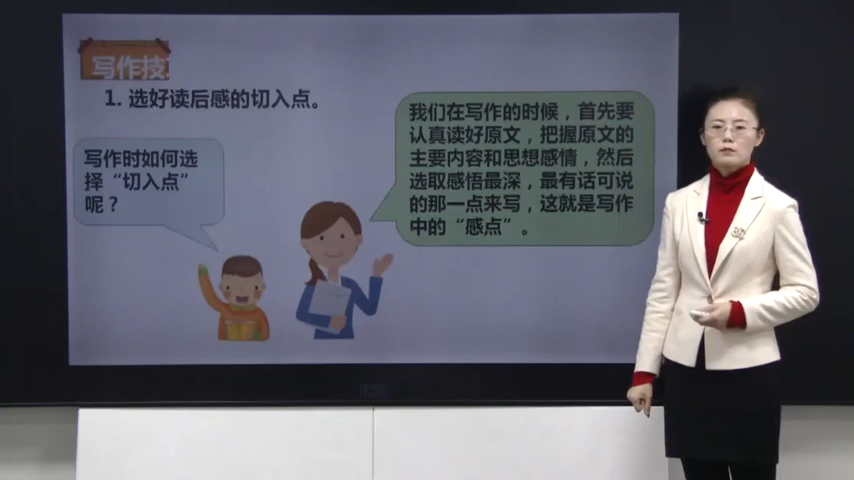 写作技
1. 选好读后感的切入点。
写作时如何选
择“切入点”
呢？
我们在写作的时候，首先要
认真读好原文，把握原文的
主要内容和思想感情，然后
选取感悟最深，最有话可说
的那一点来写，这就是写作
中的“感点”。